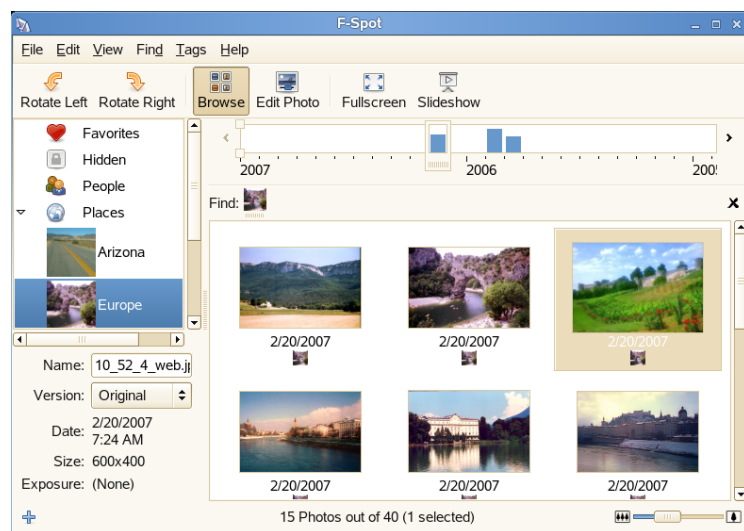 F-Spot
File Edit View Find Tags Help
Rotate Left Rotate Right Browse Edit Photo Fullscreen Slideshow
Favorites
Hidden
People
Places
Arizona
Europe
2007 2006 200
Find:
2/20/2007 2/20/2007 2/20/2007
2/20/2007 2/20/2007 2/20/2007
Name: 10_52_4_web.j
Version: Original
Date: 2/20/2007
7:24 AM
Size: 600x400
Exposure: (None)
15 Photos out of 40 (1 selected)